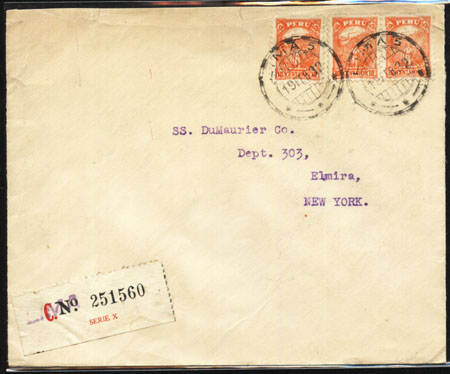 PERU PERU PERU
SS. DuMaurier Co.
Dept. 303,
Elmira,
NEW YORK.
C. Nº 251560
SERIE X